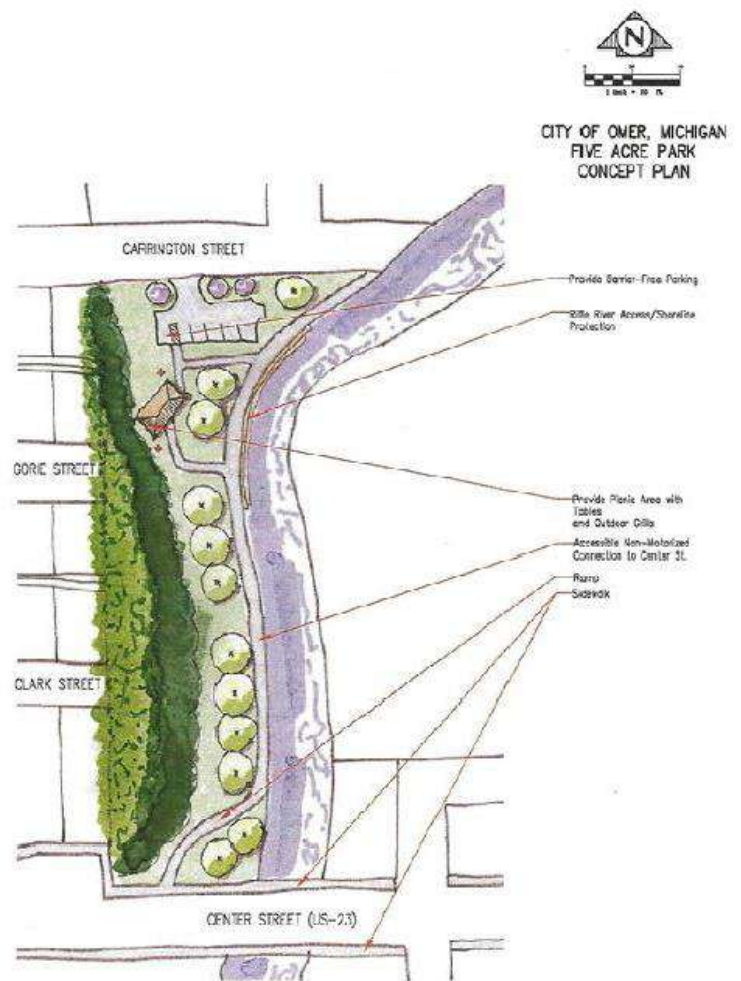 N
CITY OF OMER, MICHIGAN
FIVE ACRE PARK
CONCEPT PLAN
CARRINGTON STREET
Provide Barrier-Free Parking
Rifle River Access/Shoreline
Protection
GORIE STREET
Provide Picnic Area with
Tables
and Outdoor Grills
Accessible Non-Motorized
Connection to Center St.
Ramp
Sidewalk
CLARK STREET
CENTER STREET (US-23)